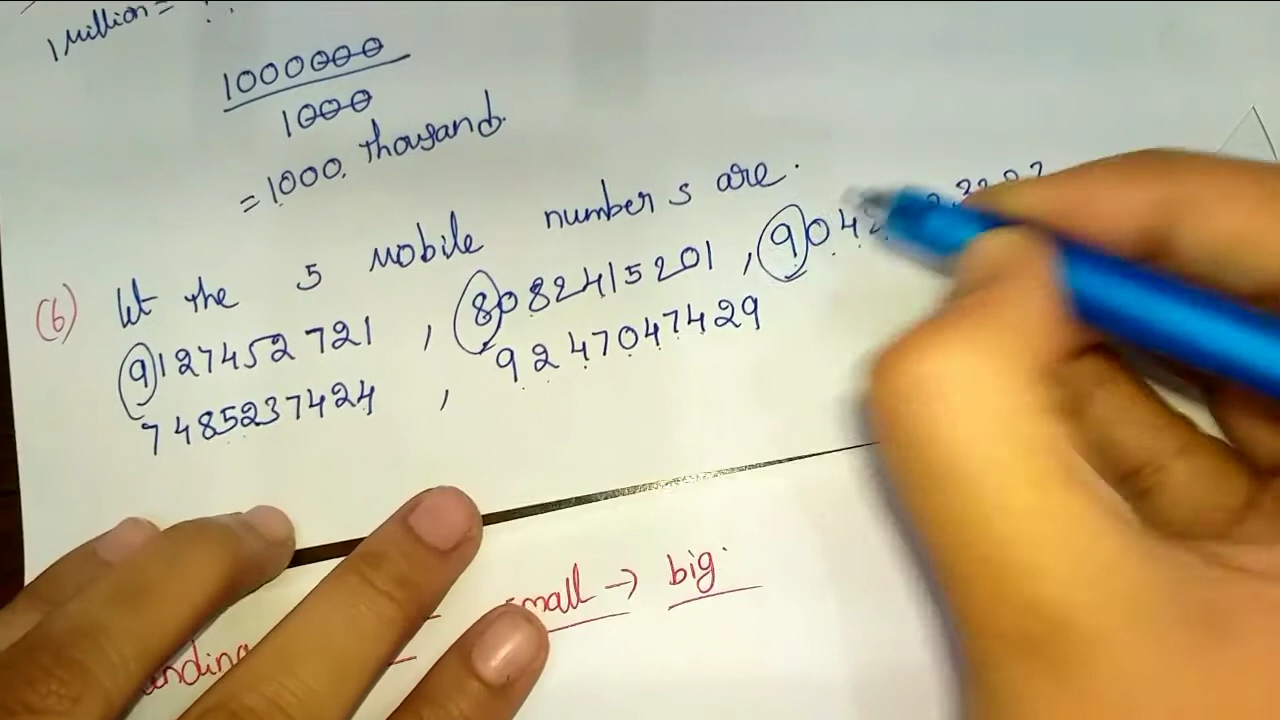 1 Million =
1000000
1000
= 1000. thousand.
(6) let the 5 mobile numbers are.
9127452721 , 8082415201 , 9042
7485237424 , 9247047429
small → big.